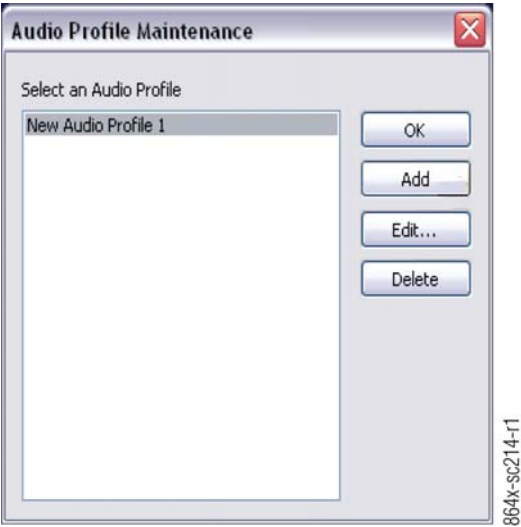 Audio Profile Maintenance
Select an Audio Profile
New Audio Profile 1
OK
Add
Edit...
Delete
864x-sc214-r1